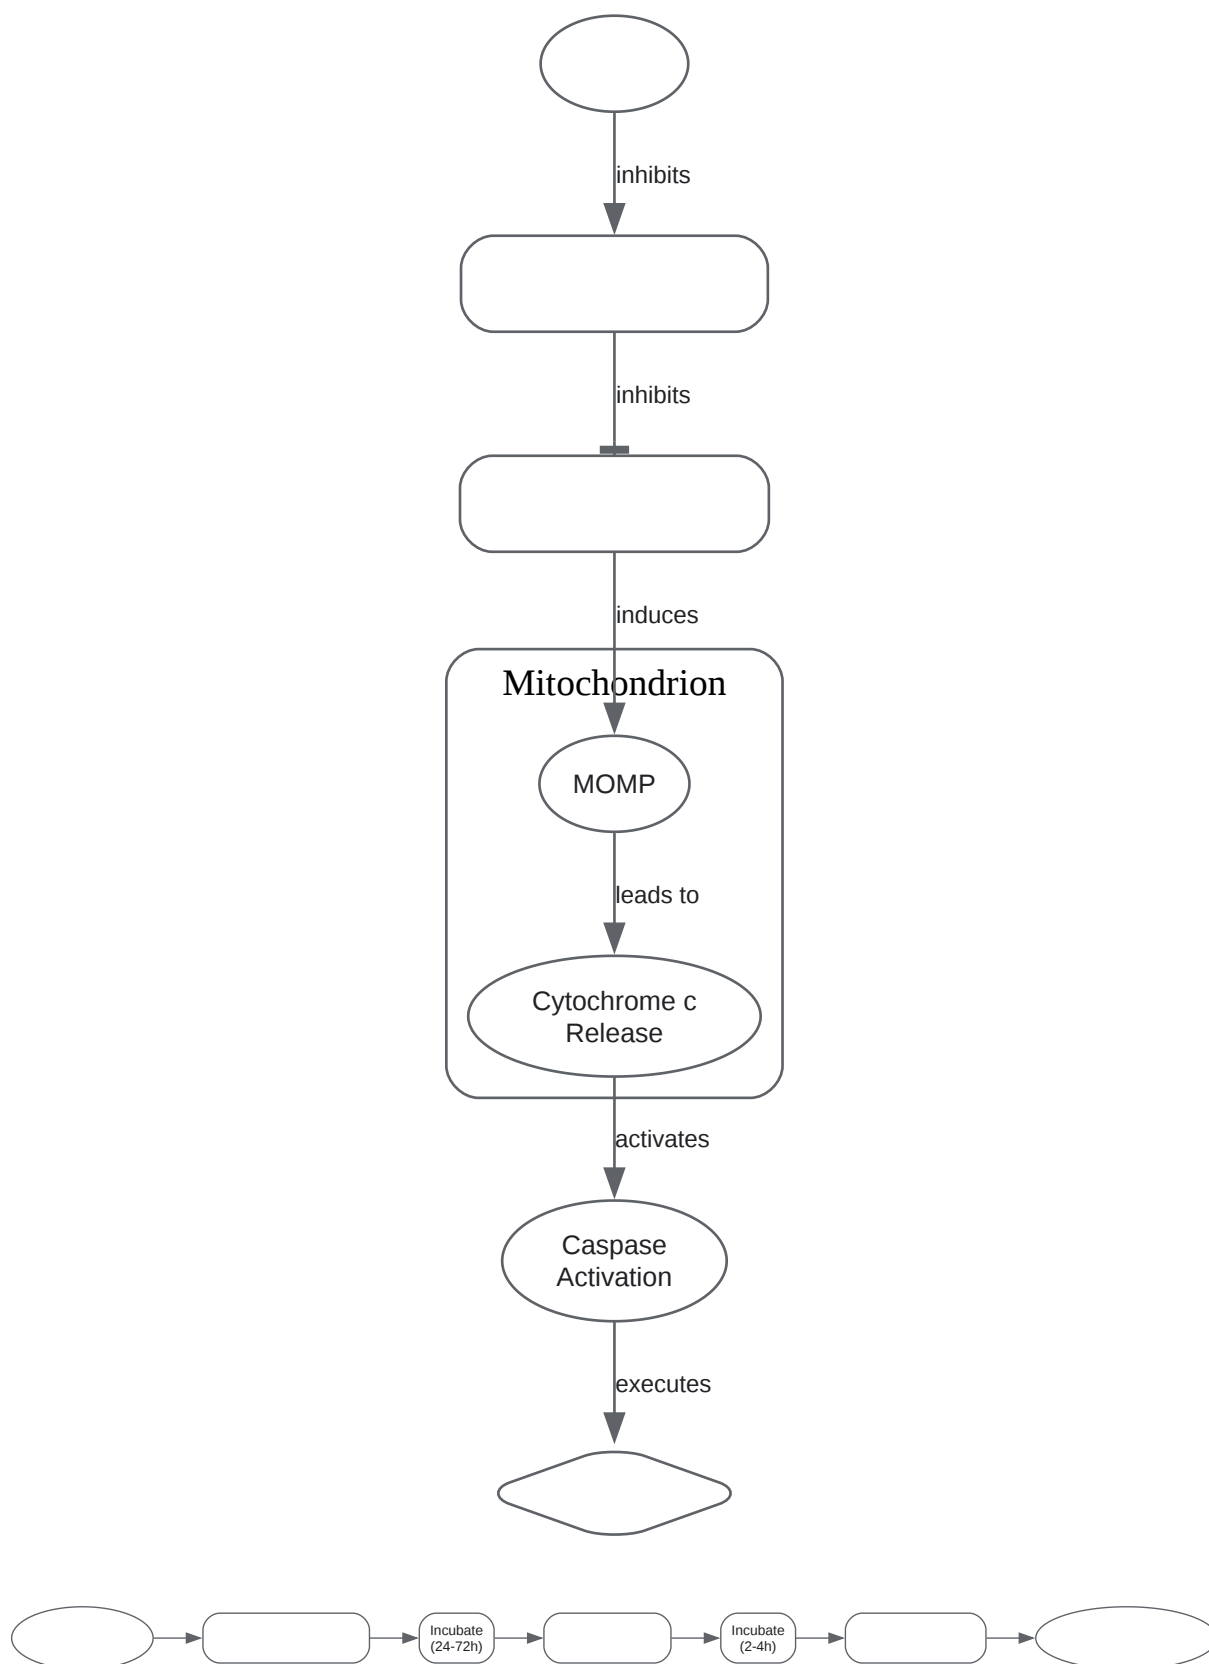 inhibits
inhibits
induces
Mitochondrion
MOMP
leads to
Cytochrome c
Release
activates
Caspase
Activation
executes
Incubate
(24-72h)
Incubate
(2-4h)